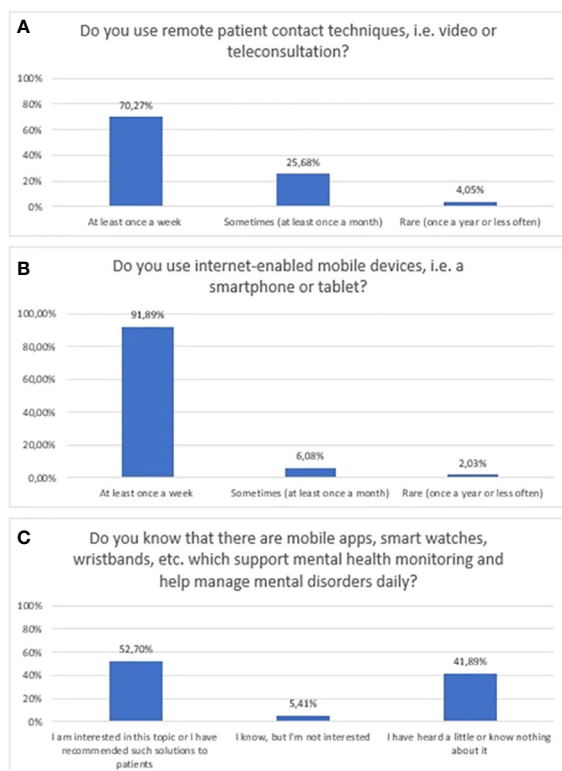 A
Do you use remote patient contact techniques, i.e. video or
teleconsultation?
100%
80%
60%
40%
20%
0%
70,27%
25,68%
4,05%
At least once a week
Sometimes (at least once a month)
Rare (once a year or less often)
B
Do you use internet-enabled mobile devices, i.e. a
smartphone or tablet?
100,00%
80,00%
60,00%
40,00%
20,00%
0,00%
91,89%
6,08%
2,03%
At least once a week
Sometimes (at least once a month)
Rare (once a year or less often)
C
Do you know that there are mobile apps, smart watches,
wristbands, etc. which support mental health monitoring and
help manage mental disorders daily?
100%
80%
60%
40%
20%
0%
52,70%
5,41%
41,89%
I am interested in this topic or I have
recommended such solutions to
patients
I know, but I'm not interested
I have heard a little or know nothing
about it